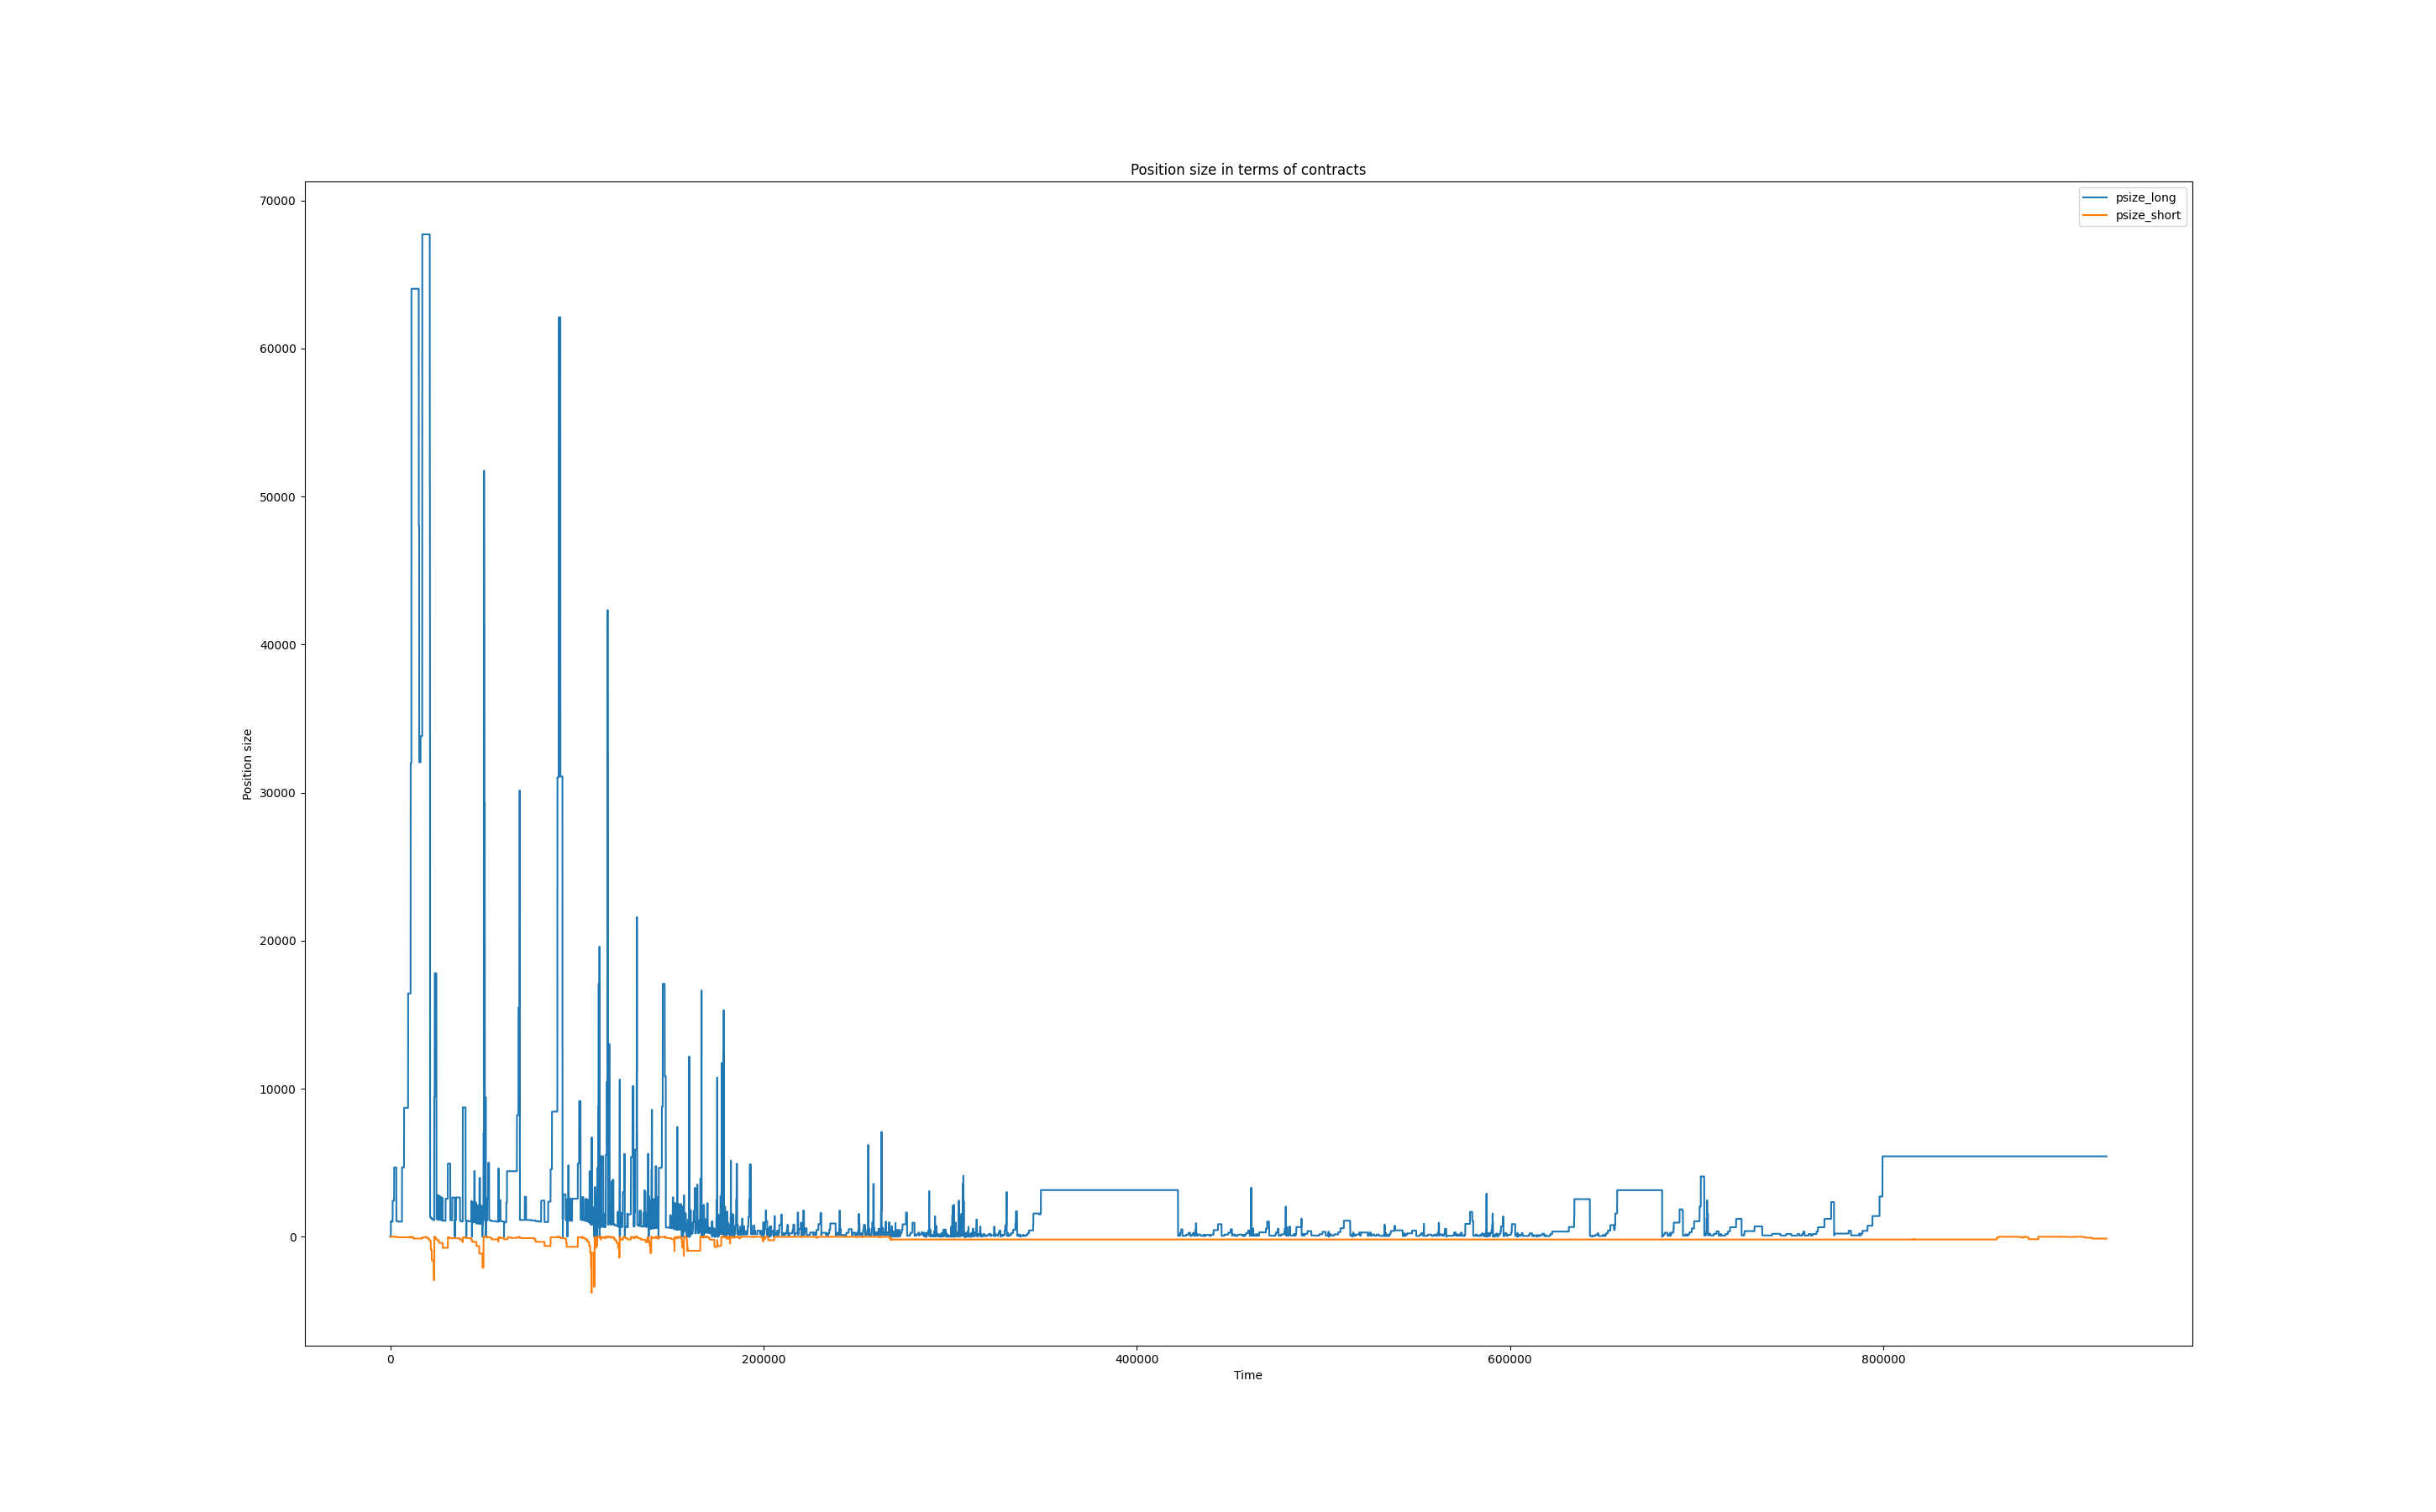 Position size in terms of contracts
psize_long
psize_short
70000
60000
50000
40000
30000
20000
10000
0
Position size
0 200000 400000 600000 800000
Time